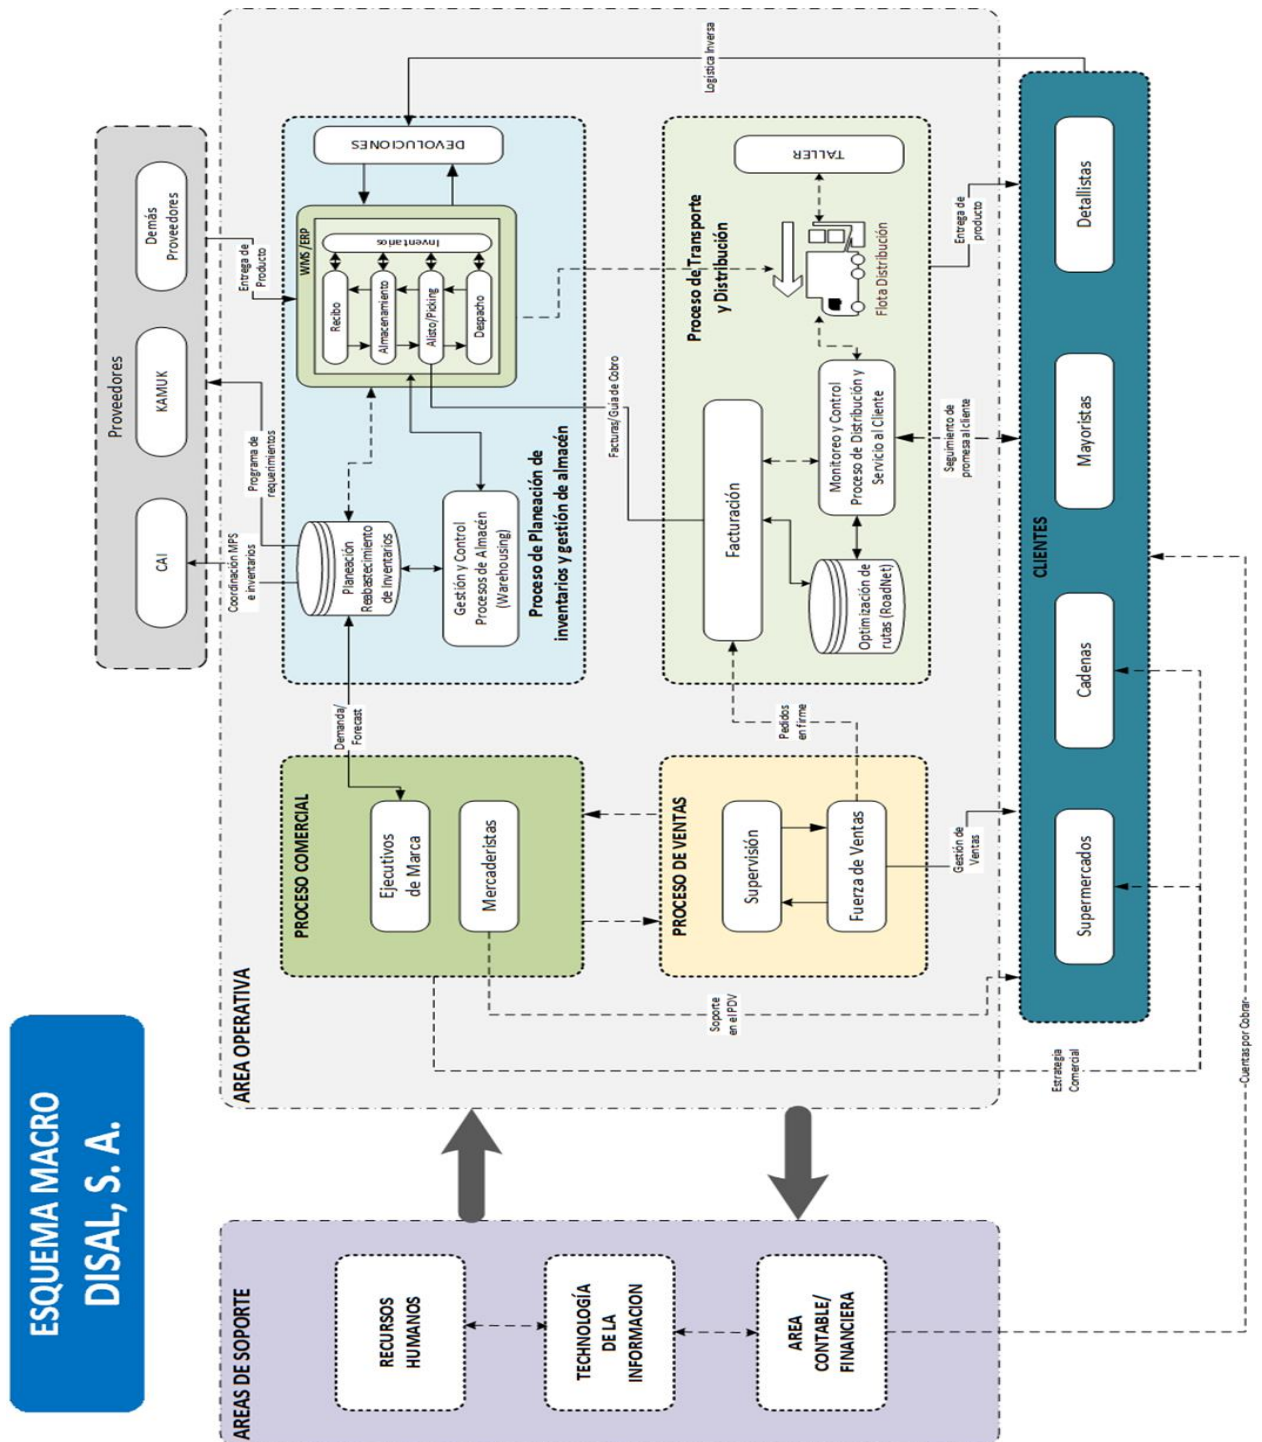 ESQUEMA MACRO
DISAL, S. A.
AREAS DE SOPORTE
RECURSOS
HUMANOS
TECHNOLOGÍA
DE LA
INFORMACION
AREA
CONTABLE/
FINANCIERA
AREA OPERATIVA
PROCESO COMERCIAL
Ejecutivos
de Marca
Mercaderistas
PROCESO DE VENTAS
Supervisión
Fuerza de Ventas
Demanda/
Forecast
Pedidos
en firme
Gestión de
Ventas
Soporte
en el PDV
Estrategia
Comercial
Cuentas por Cobrar
Proveedores
CAI
KAMUK
Demás
Proveedores
Coordinación MPS
e inventarios
Programa de
requerimientos
Entrega de
Producto
Planeación
Reabastecimiento
de Inventarios
Gestión y Control
Procesos de Almacén
(Warehousing)
Proceso de Planeación de
inventarios y gestión de almacén
WMS/ERP
Recibo
Almacenamiento
Alisto/Picking
Despacho
Inventarios
DEVOLUCIONES
Logística Inversa
Facturas/Guia de Cobro
Proceso de Transporte
y Distribución
Facturación
Optimización de
rutas (RoadNet)
Monitoreo y Control
Proceso de Distribución y
Servicio al Cliente
Flota Distribución
TALLER
Seguimiento de
promesa al cliente
Entrega de
producto
CLIENTES
Supermercados
Cadenas
Mayoristas
Detallistas